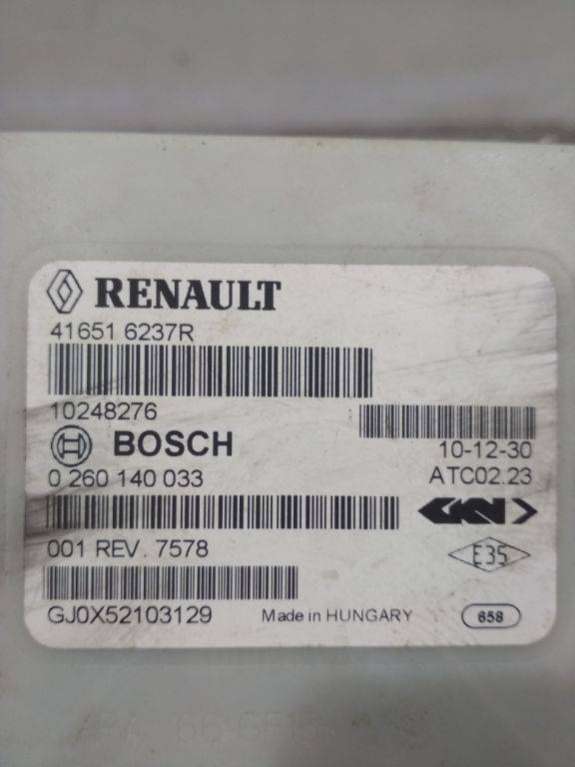 RENAULT
41651 6237R
10248276
BOSCH
10-12-30
0 260 140 033
ATC02.23
GKN
001 REV. 7578
E35
GJ0X52103129
Made in HUNGARY
658